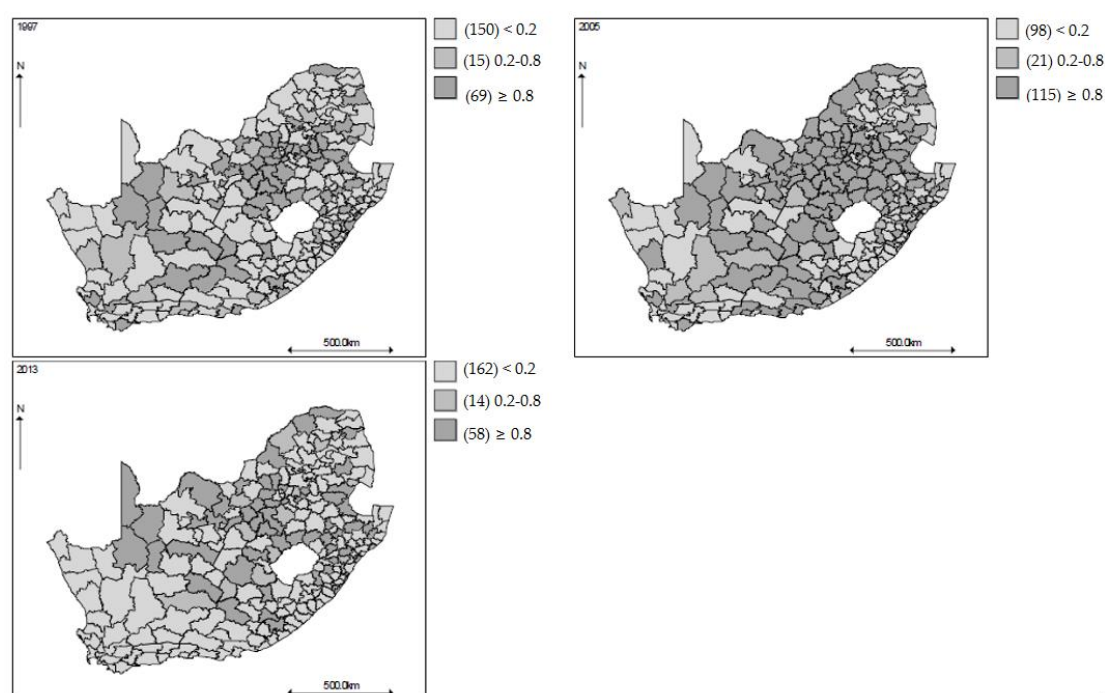 1997
(150) < 0.2
(15) 0.2-0.8
(69) ≥ 0.8
N
500.0km
2005
(98) < 0.2
(21) 0.2-0.8
(115) ≥ 0.8
N
500.0km
2013
(162) < 0.2
(14) 0.2-0.8
(58) ≥ 0.8
N
500.0km